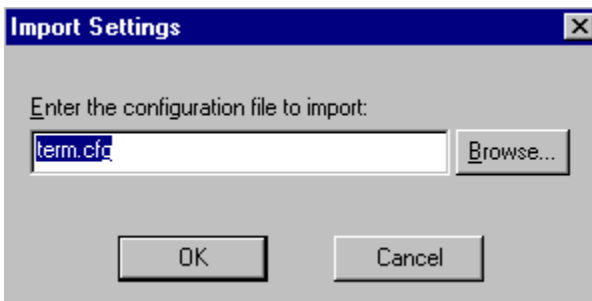 Import Settings
Enter the configuration file to import:
term.cfg
Browse...
OK
Cancel